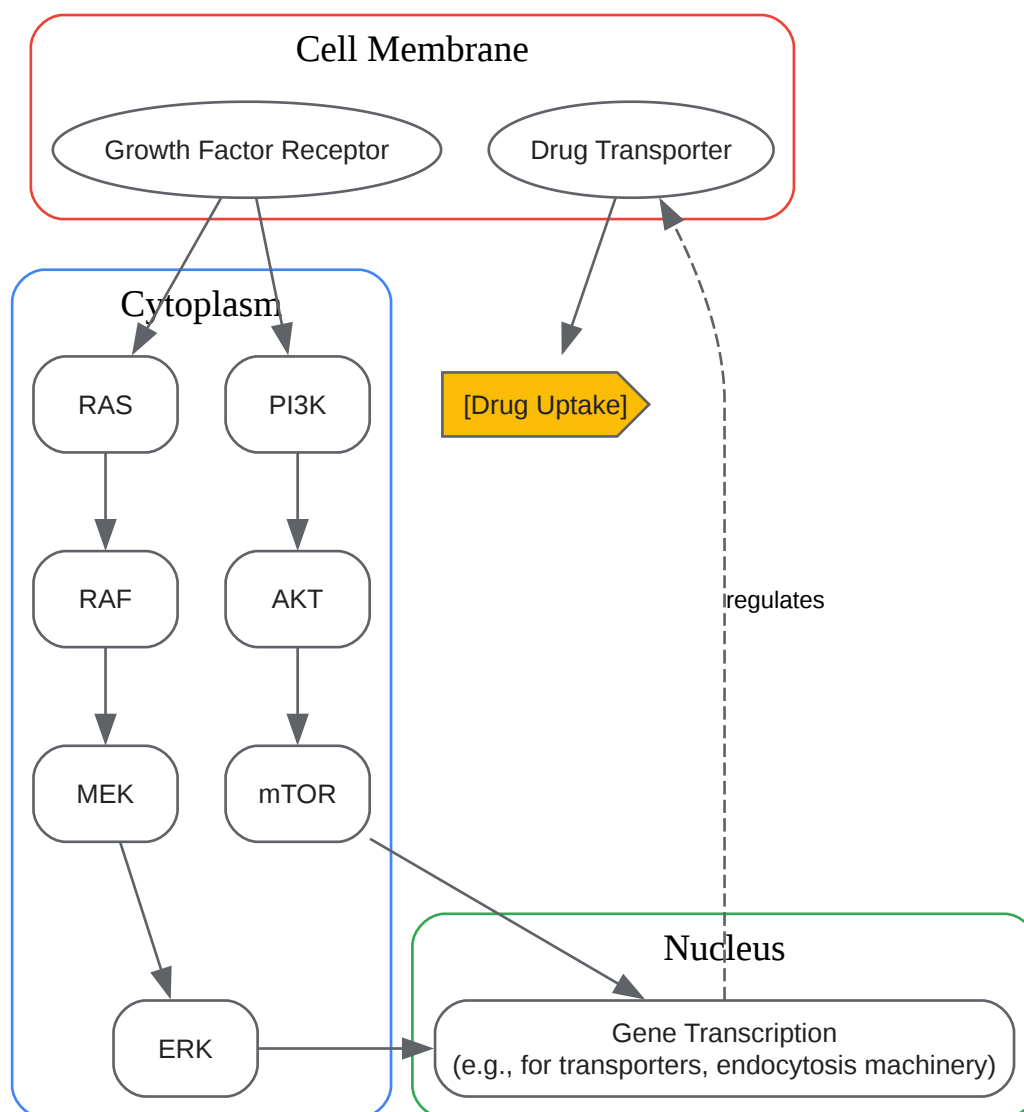 Cell Membrane
Growth Factor Receptor
Drug Transporter
Cytoplasm
RAS
PI3K
[Drug Uptake]
RAF
AKT
regulates
MEK
mTOR
Nucleus
ERK
Gene Transcription
(e.g., for transporters, endocytosis machinery)